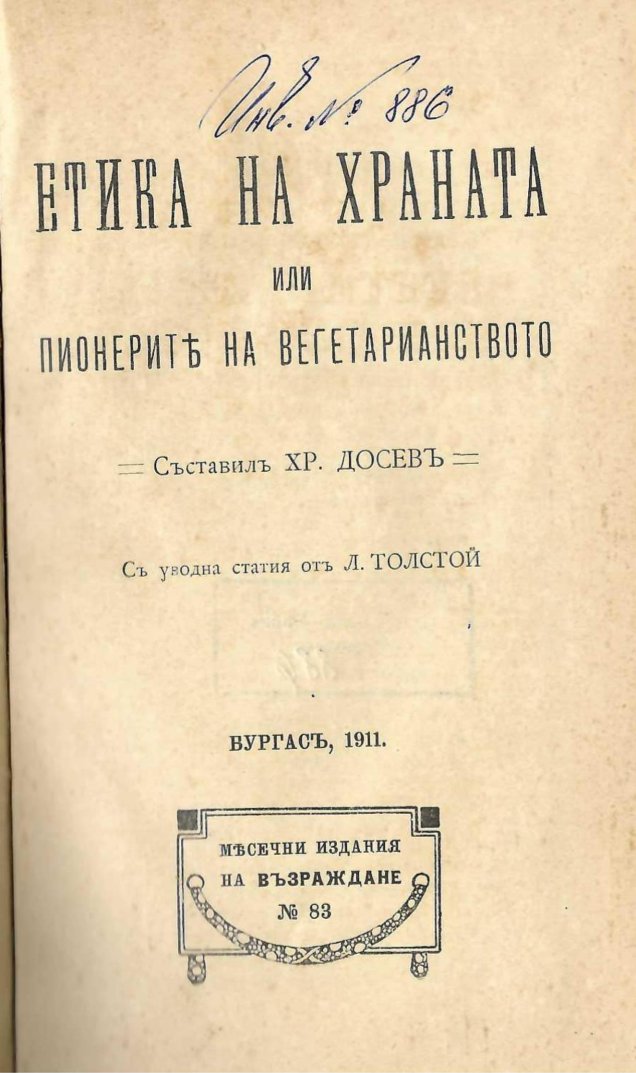 Инв. № 886
ЕТИКА НА ХРАНАТА
ИЛИ
ПИОНЕРИТѢ НА ВЕГЕТАРИАНСТВОТО
Съставилъ ХР. ДОСЕВЪ
Съ уводна статия отъ Л. ТОЛСТОЙ
БУРГАСЪ, 1911.
МѢСЕЧНИ ИЗДАНИЯ
НА ВЪЗРАЖДАНЕ
№ 83